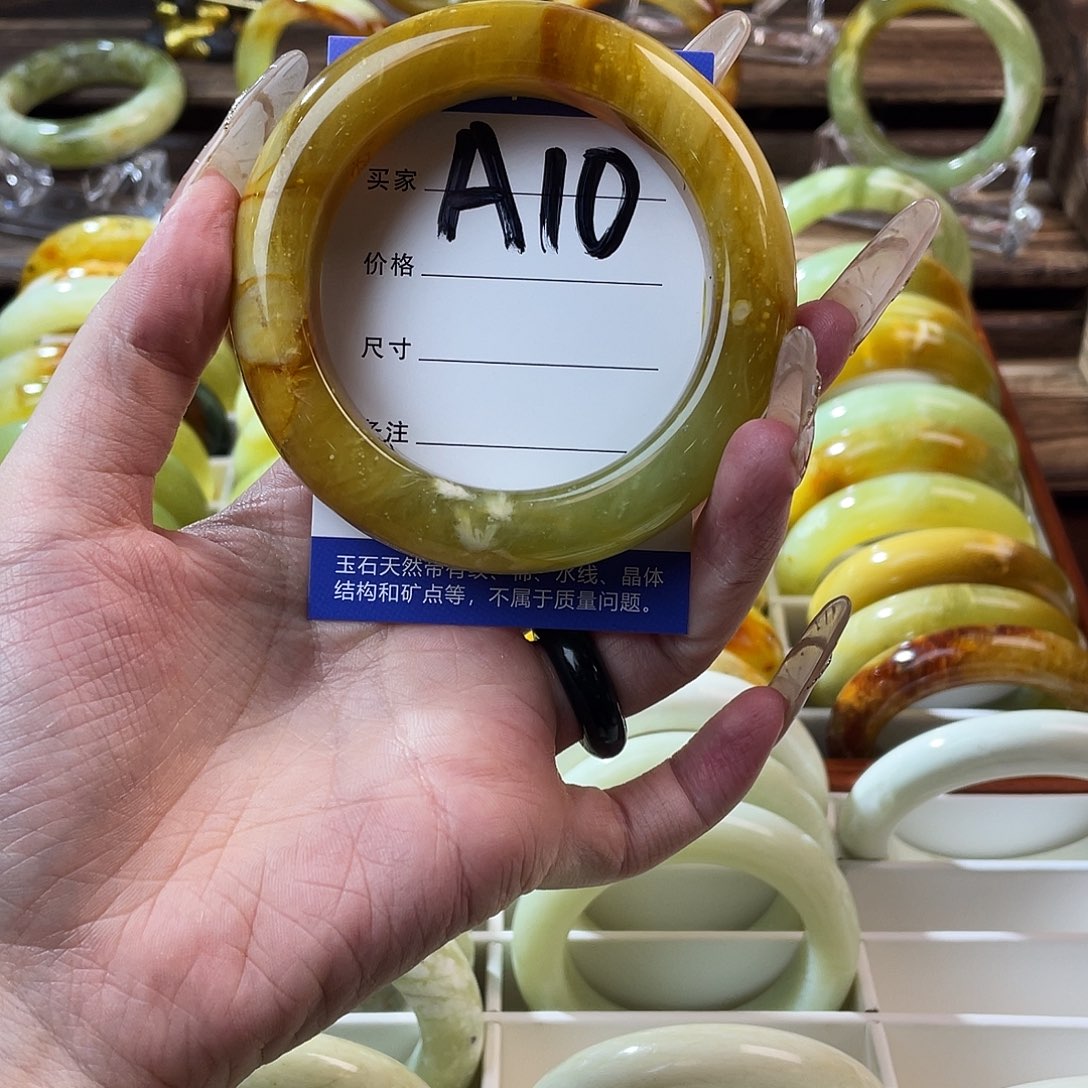 买家 A10
价格
尺寸
备注
玉石天然带有纹、棉、水线、晶体
结构和矿点等，不属于质量问题。